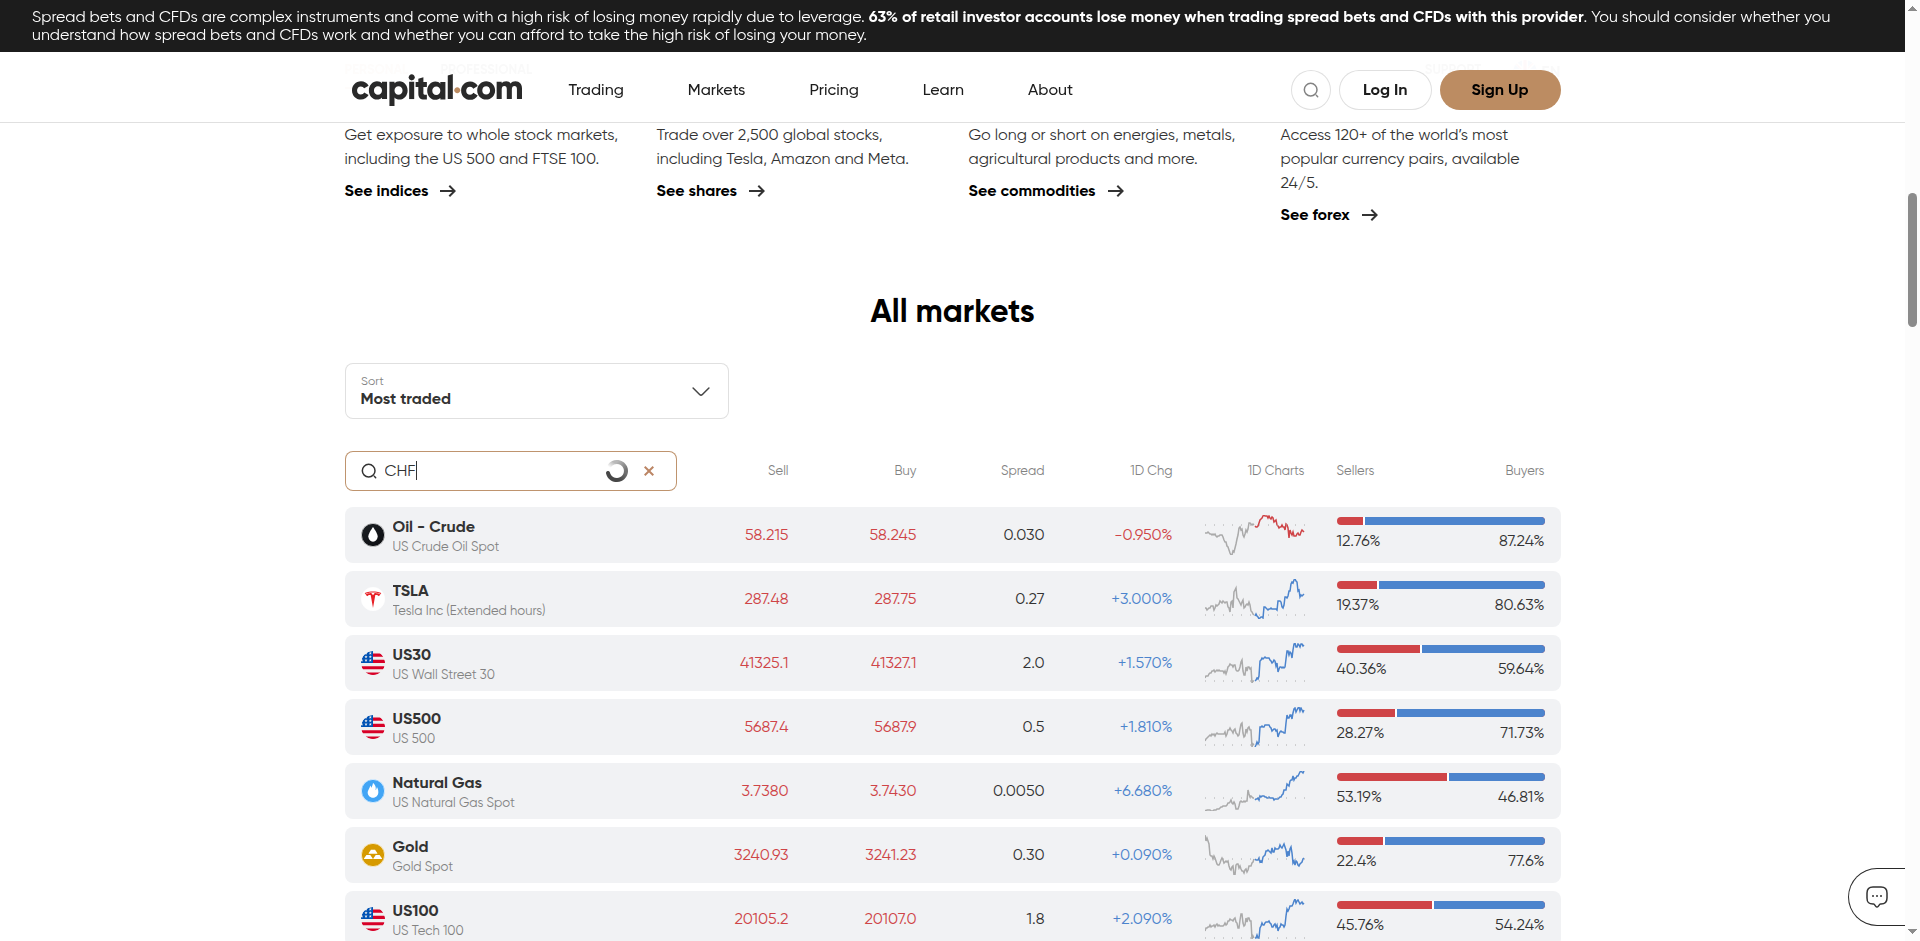 Spread bets and CFDs are complex instruments and come with a high risk of losing money rapidly due to leverage. 63% of retail investor accounts lose money when trading spread bets and CFDs with this provider. You should consider whether you
understand how spread bets and CFDs work and whether you can afford to take the high risk of losing your money.
PROFESSIONAL
capital.com
Trading
Markets
Pricing
Learn
About
Log In
Sign Up
Get exposure to whole stock markets,
including the US 500 and FTSE 100.
See indices
Trade over 2,500 global stocks,
including Tesla, Amazon and Meta.
See shares
Go long or short on energies, metals,
agricultural products and more.
See commodities
Access 120+ of the world's most
popular currency pairs, available
24/5.
See forex
All markets
Sort
Most traded
CHF
Sell Buy Spread 1D Chg 1D Charts Sellers Buyers
Oil - Crude
US Crude Oil Spot
58.215 58.245 0.030 -0.950% 12.76% 87.24%
TSLA
Tesla Inc (Extended hours)
287.48 287.75 0.27 +3.000% 19.37% 80.63%
US30
US Wall Street 30
41325.1 41327.1 2.0 +1.570% 40.36% 59.64%
US500
US 500
5687.4 5687.9 0.5 +1.810% 28.27% 71.73%
Natural Gas
US Natural Gas Spot
3.7380 3.7430 0.0050 +6.680% 53.19% 46.81%
Gold
Gold Spot
3240.93 3241.23 0.30 +0.090% 22.4% 77.6%
US100
US Tech 100
20105.2 20107.0 1.8 +2.090% 45.76% 54.24%